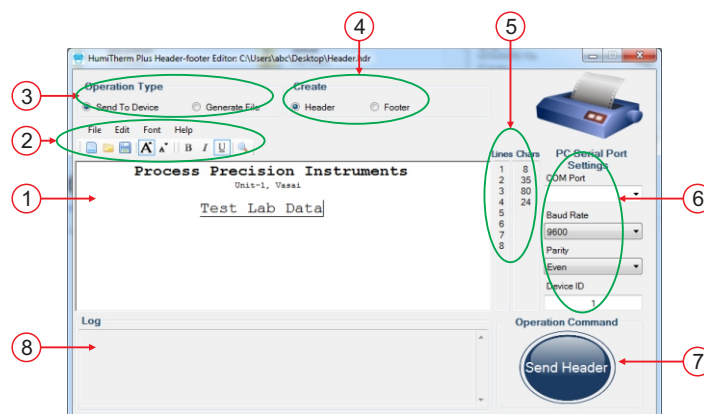 4
5
HumiTherm Plus Header-footer Editor: C:\Users\abc\Desktop\Header.hdr
3
Operation Type
Create
Send To Device
Generate File
Header
Footer
2
File Edit Font Help
A A B I U
Lines Chars
PC Serial Port
Settings
1
Process Precision Instruments
Unit-1, Vasai
Test Lab Data
1 8
2 35
3 80
4 24
5
6
7
8
COM Port
6
Baud Rate
9600
Parity
Even
Device ID
1
Log
Operation Command
8
Send Header
7